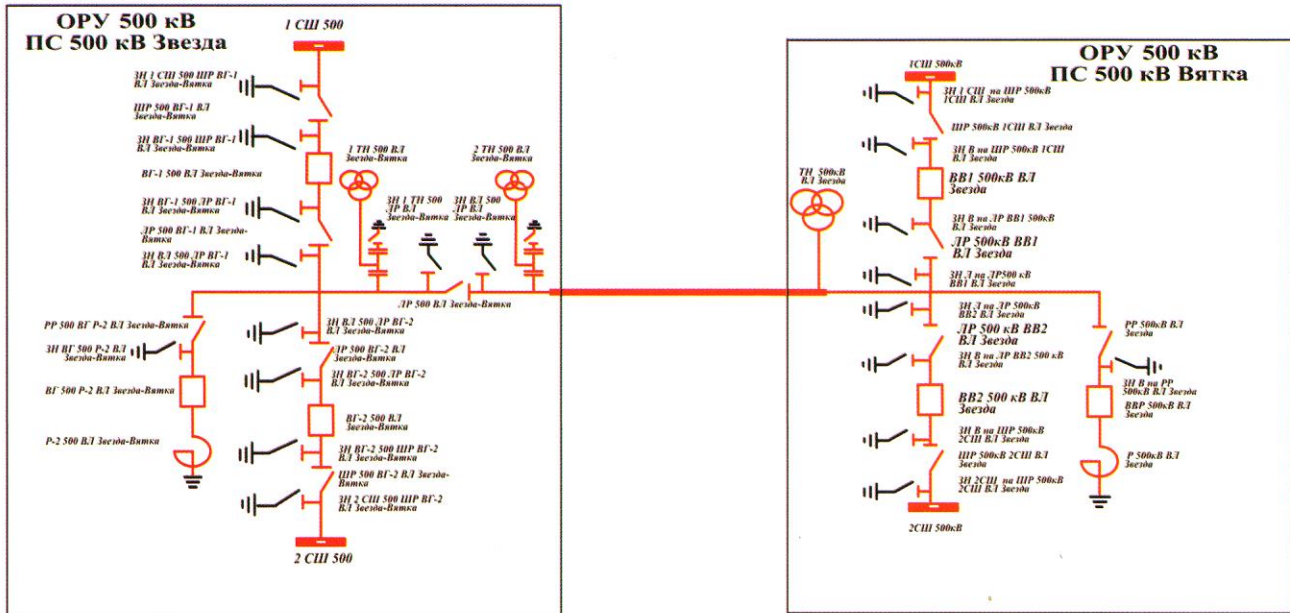 ОРУ 500 кВ
ПС 500 кВ Звезда
1 СШ 500
ЗН 1 СШ 500 ШР ВГ-1
ВЛ Звезда-Вятка
ШР 500 ВГ-1 ВЛ
Звезда-Вятка
ЗН ВГ-1 500 ШР ВГ-1
ВЛ Звезда-Вятка
ВГ-1 500 ВЛ Звезда-Вятка
ЗН ВГ-1 500 ЛР ВГ-1
ВЛ Звезда-Вятка
ЛР 500 ВГ-1 ВЛ Звезда-
Вятка
ЗН ВЛ 500 ЛР ВГ-1
ВЛ Звезда-Вятка
1 ТН 500 ВЛ
Звезда-Вятка
2 ТН 500 ВЛ
Звезда-Вятка
ЗН 1 ТН 500
ЛР ВЛ
Звезда-Вятка
ЗН ВЛ 500
ЛР ВЛ
Звезда-Вятка
ЛР 500 ВЛ Звезда-Вятка
РР 500 ВГ Р-2 ВЛ Звезда-Вятка
ЗН ВГ 500 Р-2 ВЛ
Звезда-Вятка
ВГ 500 Р-2 ВЛ Звезда-Вятка
Р-2 500 ВЛ Звезда-Вятка
ЗН ВЛ 500 ЛР ВГ-2
ВЛ Звезда-Вятка
ЛР 500 ВГ-2 ВЛ
Звезда-Вятка
ЗН ВГ-2 500 ЛР ВГ-2
ВЛ Звезда-Вятка
ВГ-2 500 ВЛ
Звезда-Вятка
ЗН ВГ-2 500 ШР ВГ-2
ВЛ Звезда-Вятка
ШР 500 ВГ-2 ВЛ Звезда-
Вятка
ЗН 2 СШ 500 ШР ВГ-2
ВЛ Звезда-Вятка
2 СШ 500
ОРУ 500 кВ
ПС 500 кВ Вятка
1СШ 500кВ
ЗН 1 СШ на ШР 500кВ
1СШ ВЛ Звезда
ШР 500кВ 1СШ ВЛ Звезда
ЗН В на ШР 500кВ 1СШ
ВЛ Звезда
ВВ1 500кВ ВЛ
Звезда
ТН 500кВ
ВЛ Звезда
ЗН В на ЛР ВВ1 500кВ
ВЛ Звезда
ЛР 500кВ ВВ1
ВЛ Звезда
ЗН Л на ЛР500 кВ
ВВ1 ВЛ Звезда
ЗН Л на ЛР 500кВ
ВВ2 ВЛ Звезда
ЛР 500 кВ ВВ2
ВЛ Звезда
ЗН В на ЛР ВВ2 500 кВ
ВЛ Звезда
ВВ2 500 кВ ВЛ
Звезда
ЗН В на ШР 500кВ
2СШ ВЛ Звезда
ШР 500кВ 2СШ ВЛ
Звезда
ЗН 2СШ на ШР 500кВ
2СШ ВЛ Звезда
2СШ 500кВ
РР 500кВ ВЛ
Звезда
ЗН В на РР
500кВ ВЛ Звезда
ВВР 500кВ ВЛ
Звезда
Р 500кВ ВЛ
Звезда